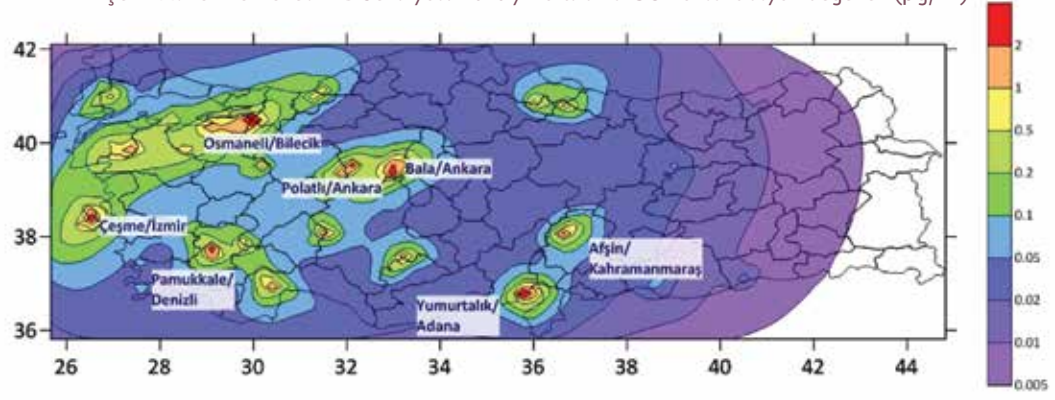 42
40
38
36
26
28
30
32
34
36
38
40
42
44
Osmaneli/Bilecik
Bala/Ankara
Polatlı/Ankara
Çeşme/İzmir
Afşin/
Kahramanmaraş
Pamukkale/
Denizli
Yumurtalık/
Adana
2
1
0.5
0.2
0.1
0.05
0.02
0.01
0.005